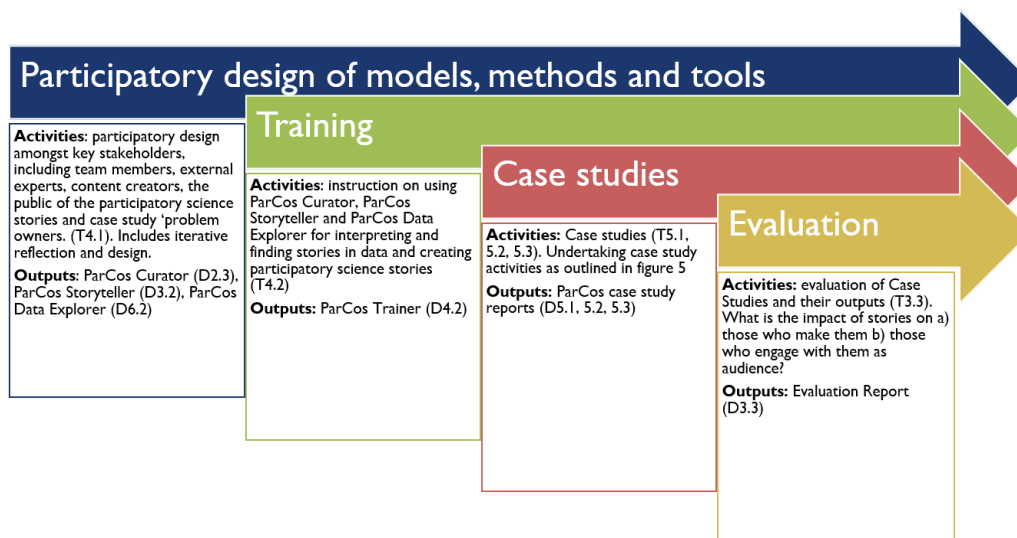 Participatory design of models, methods and tools
Activities: participatory design
amongst key stakeholders,
including team members, external
experts, content creators, the
public of the participatory science
stories and case study ‘problem
owners. (T4.1). Includes iterative
reflection and design.
Outputs: ParCos Curator (D2.3),
ParCos Storyteller (D3.2), ParCos
Data Explorer (D6.2)
Training
Activities: instruction on using
ParCos Curator, ParCos
Storyteller and ParCos Data
Explorer for interpreting and
finding stories in data and creating
participatory science stories
(T4.2)
Outputs: ParCos Trainer (D4.2)
Case studies
Activities: Case studies (T5.1,
5.2, 5.3). Undertaking case study
activities as outlined in figure 5
Outputs: ParCos case study
reports (D5.1, 5.2, 5.3)
Evaluation
Activities: evaluation of Case
Studies and their outputs (T3.3).
What is the impact of stories on a)
those who make them b) those
who engage with them as
audience?
Outputs: Evaluation Report
(D3.3)